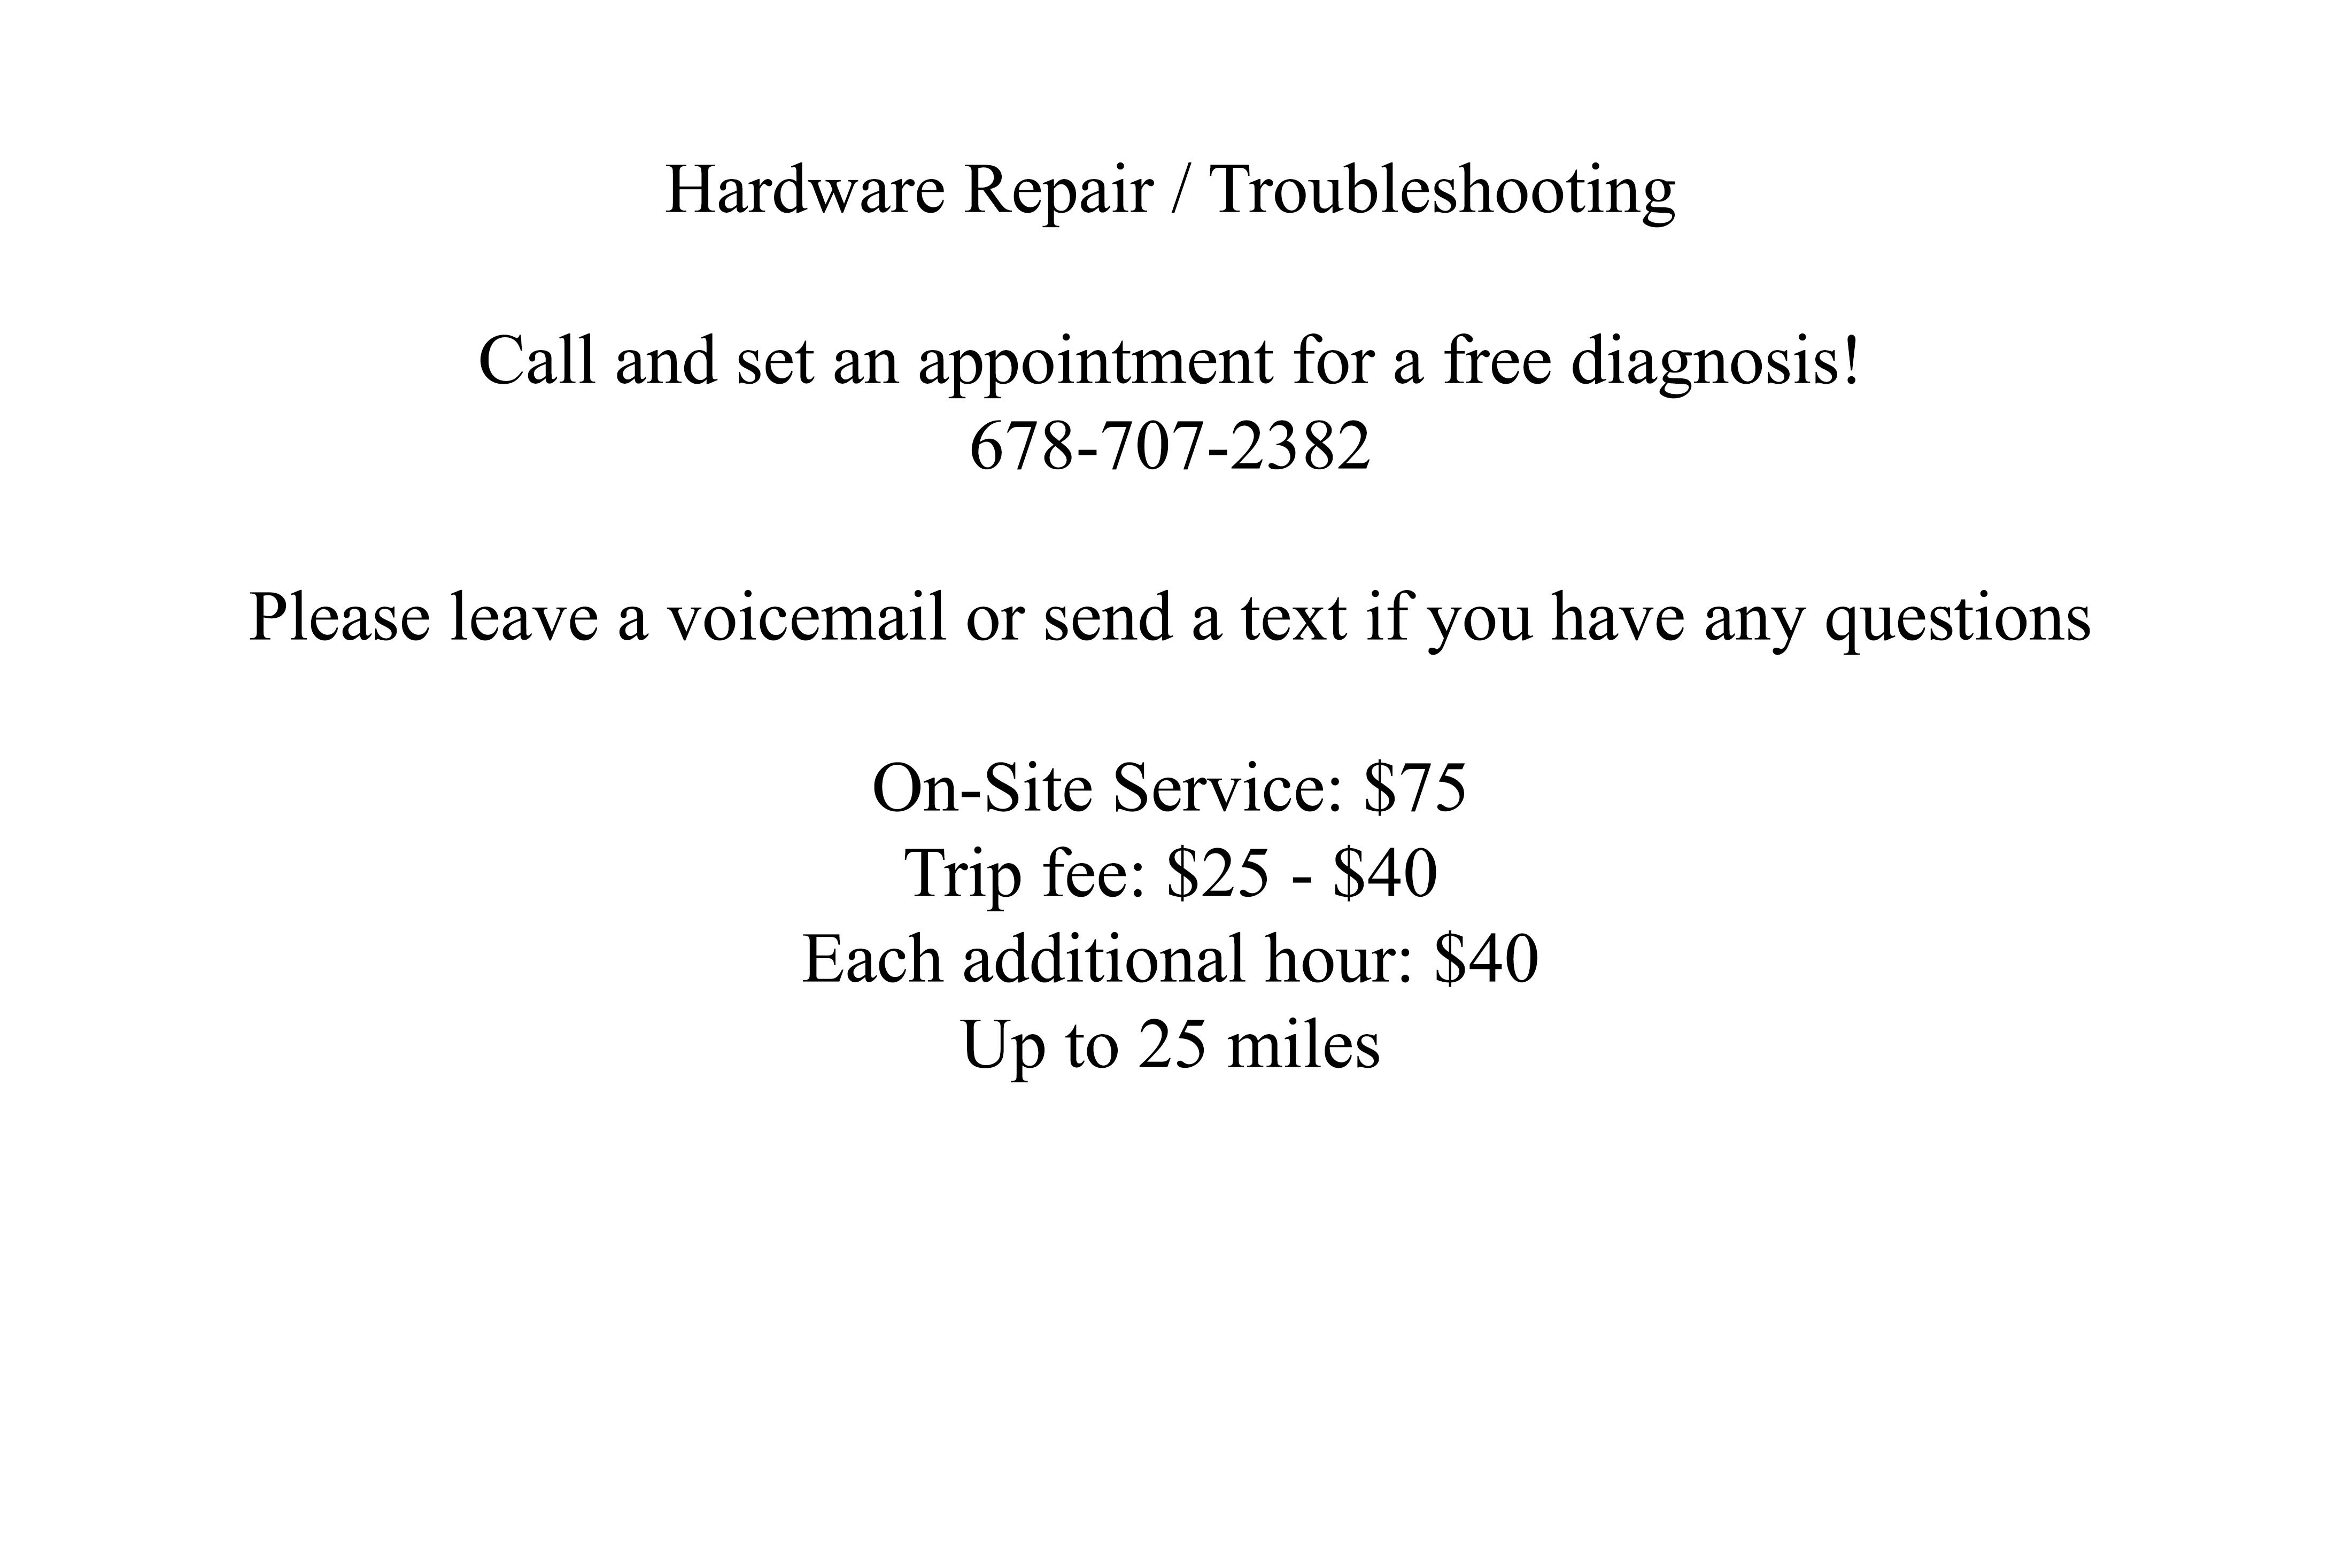 Hardware Repair / Troubleshooting
Call and set an appointment for a free diagnosis!
678-707-2382
Please leave a voicemail or send a text if you have any questions
On-Site Service: $75
Trip fee: $25 - $40
Each additional hour: $40
Up to 25 miles